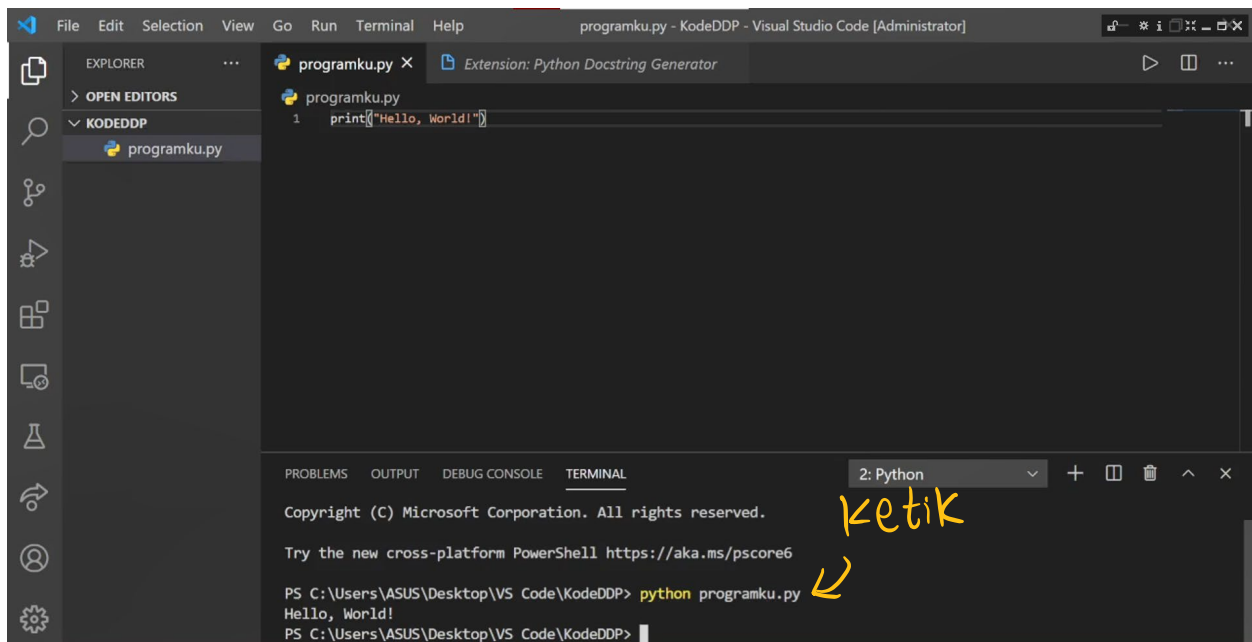 File Edit Selection View Go Run Terminal Help programku.py - KodeDDP - Visual Studio Code [Administrator]
EXPLORER
programku.py
Extension: Python Docstring Generator
OPEN EDITORS
KODEDDP
programku.py
programku.py
1 print("Hello, World!")
PROBLEMS OUTPUT DEBUG CONSOLE TERMINAL 2: Python
Copyright (C) Microsoft Corporation. All rights reserved.
ketik
Try the new cross-platform PowerShell https://aka.ms/pscore6
PS C:\Users\ASUS\Desktop\VS Code\KodeDDP> python programku.py
Hello, World!
PS C:\Users\ASUS\Desktop\VS Code\KodeDDP>